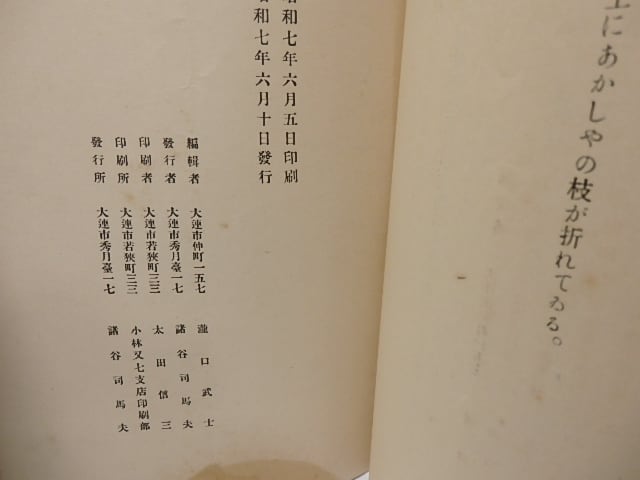 上にあかしやの枝が折れてゐる。
昭和七年六月五日印刷
昭和七年六月十日發行
編輯者 大連市仲町一五七 瀧口武士
發行者 大連市秀月臺一七 諸谷司馬夫
印刷者 大連市若狹町三三 太田信三
印刷所 大連市若狹町三三 小林又七支店印刷部
發行所 大連市秀月臺一七 諸谷司馬夫